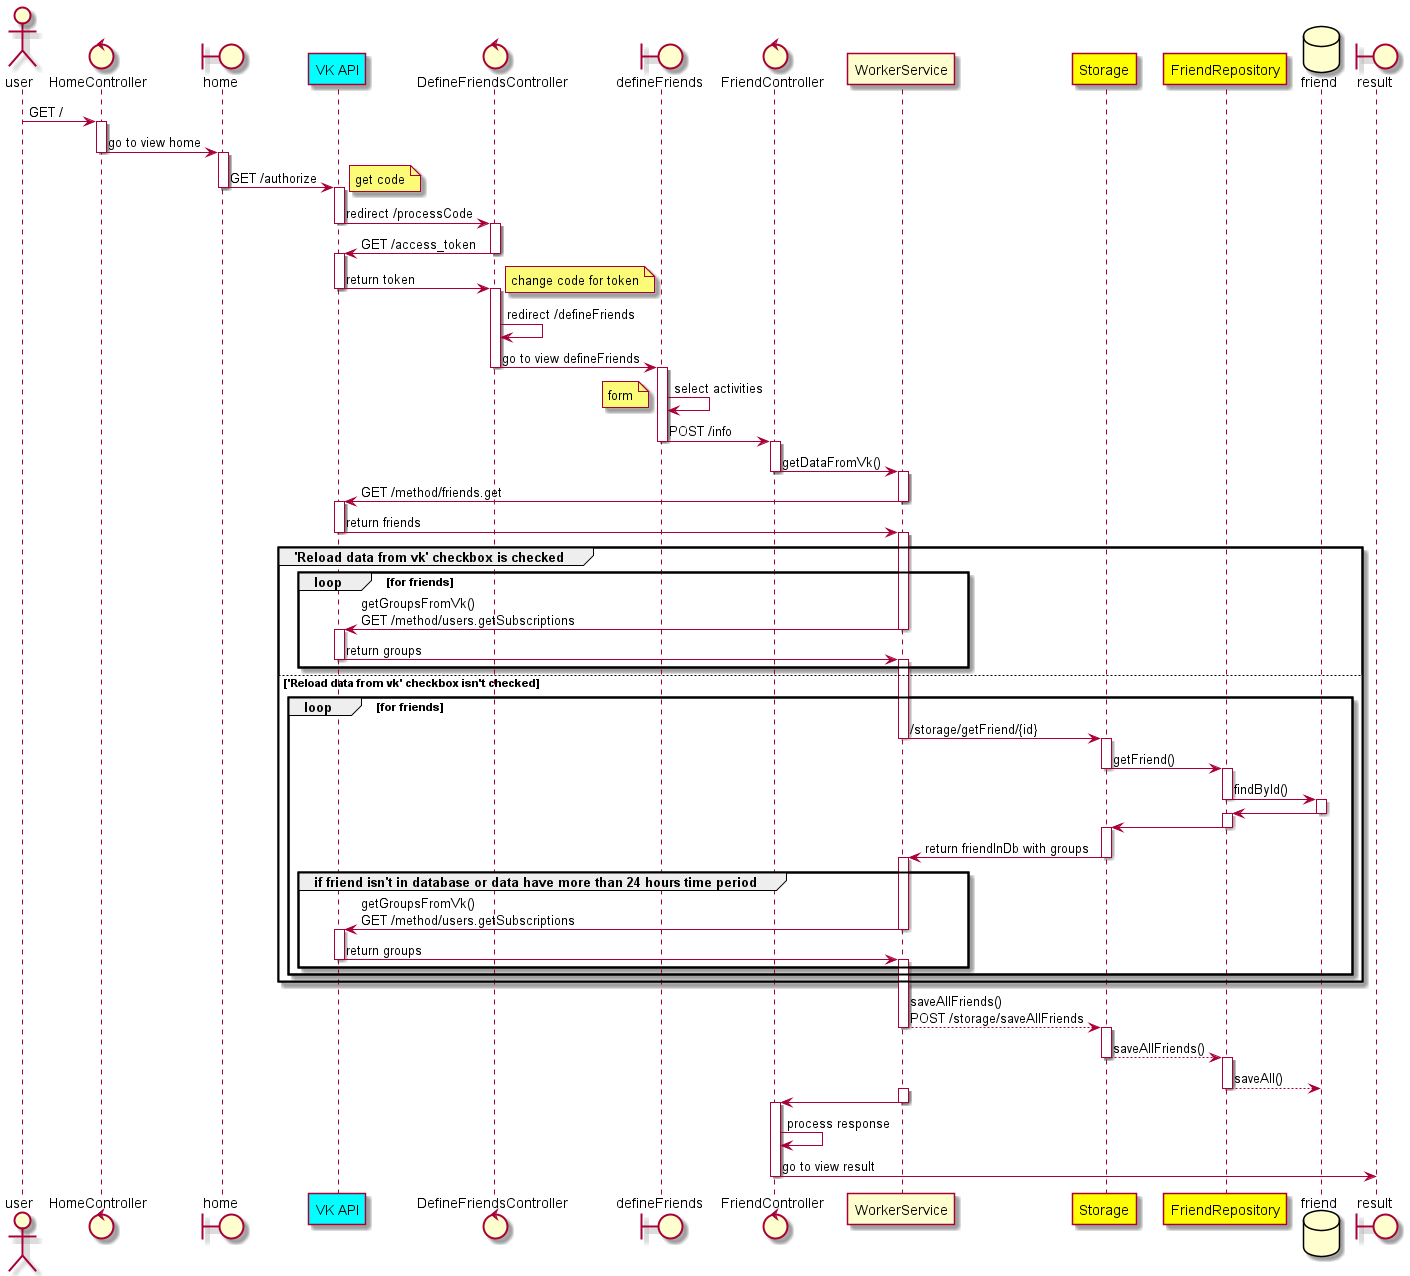 user
HomeController
home
VK API
DefineFriendsController
defineFriends
FriendController
WorkerService
Storage
FriendRepository
friend
result
GET /
go to view home
GET /authorize
get code
redirect /processCode
GET /access_token
return token
change code for token
redirect /defineFriends
go to view defineFriends
form
select activities
POST /info
getDataFromVk()
GET /method/friends.get
return friends
'Reload data from vk' checkbox is checked
loop [for friends]
getGroupsFromVk()
GET /method/users.getSubscriptions
return groups
['Reload data from vk' checkbox isn't checked]
loop [for friends]
/storage/getFriend/{id}
getFriend()
findById()
return friendInDb with groups
if friend isn't in database or data have more than 24 hours time period
getGroupsFromVk()
GET /method/users.getSubscriptions
return groups
saveAllFriends()
POST /storage/saveAllFriends
saveAllFriends()
saveAll()
process response
go to view result
user
HomeController
home
VK API
DefineFriendsController
defineFriends
FriendController
WorkerService
Storage
FriendRepository
friend
result